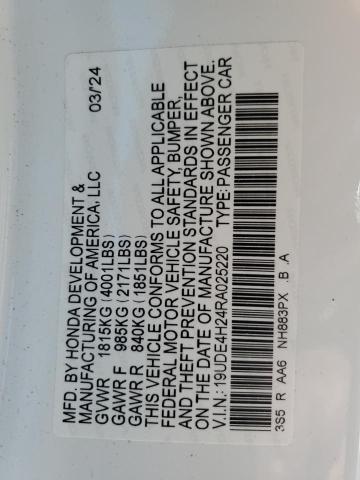 MFD. BY HONDA DEVELOPMENT & 03/24
MANUFACTURING OF AMERICA, LLC
GVWR 1815KG (4001LBS)
GAWR F 985KG (2171LBS)
GAWR R 840KG (1851LBS)
THIS VEHICLE CONFORMS TO ALL APPLICABLE
FEDERAL MOTOR VEHICLE SAFETY, BUMPER,
AND THEFT PREVENTION STANDARDS IN EFFECT
ON THE DATE OF MANUFACTURE SHOWN ABOVE.
V.I.N.: 19UDE4H24RA025220 TYPE: PASSENGER CAR
3S5 R AA6 NH883PX .B .A